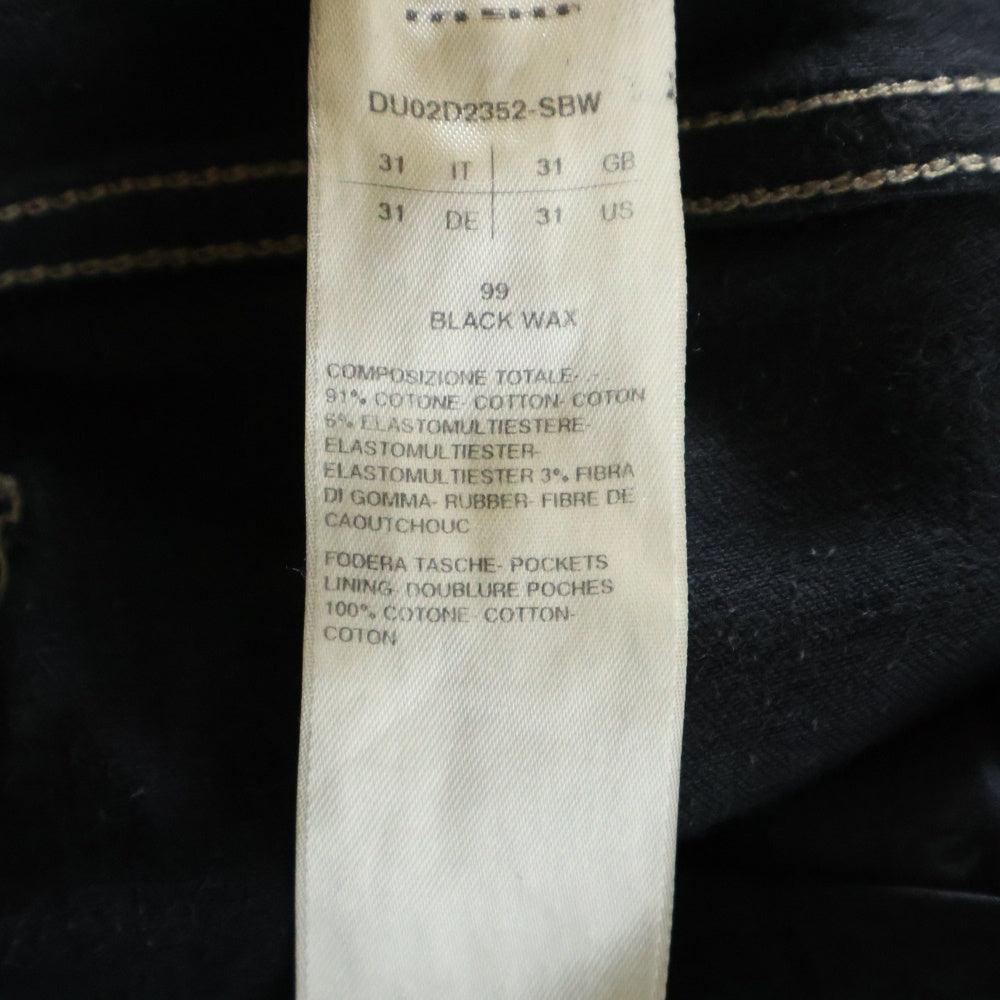 DU02D2352-SBW
31 IT 31 GB
31 DE 31 US
99
BLACK WAX
COMPOSIZIONE TOTALE- -
91% COTONE- COTTON- COTON
6% ELASTOMULTIESTERE-
ELASTOMULTIESTER-
ELASTOMULTIESTER 3% FIBRA
DI GOMMA- RUBBER- FIBRE DE
CAOUTCHOUC
FODERA TASCHE- POCKETS
LINING- DOUBLURE POCHES
100% COTONE- COTTON-
COTON